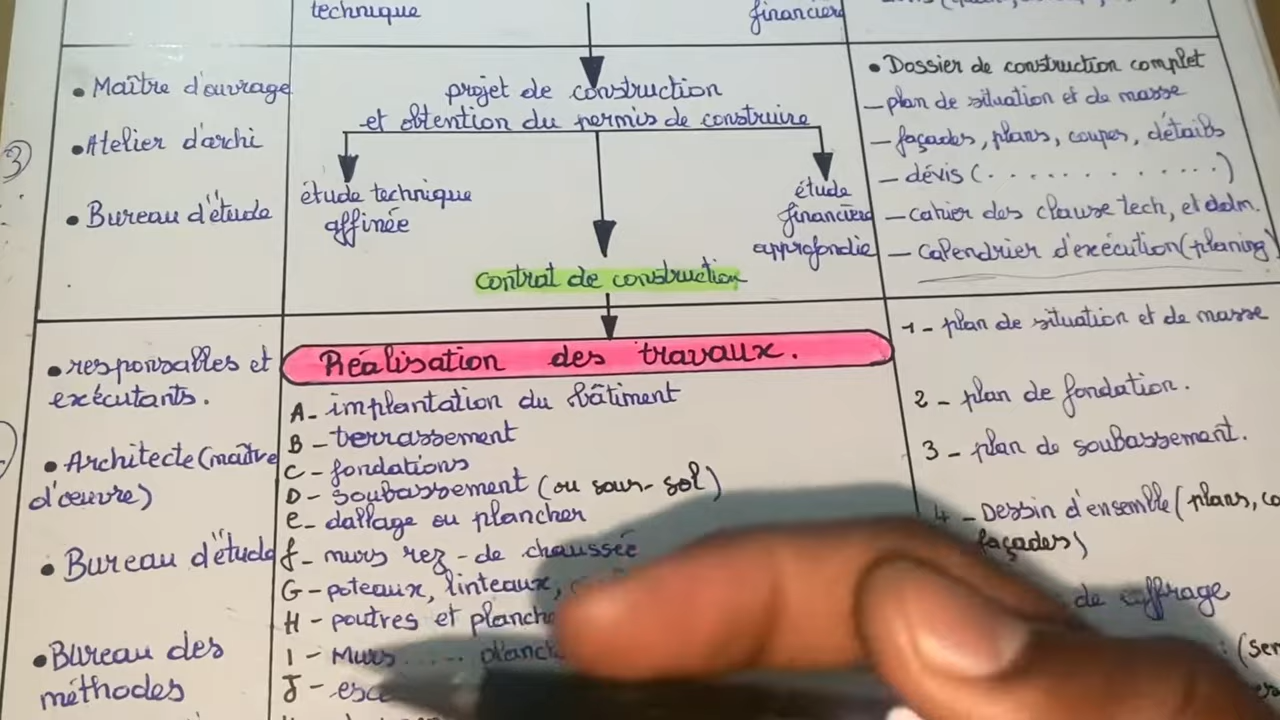 technique
financière
3
• Maître d'ouvrage
• Atelier d'archi
• Bureau d'étude
projet de construction
et obtention du permis de construire
étude technique
affinée
étude
financière
approfondie
contrat de construction
• Dossier de construction complet
- plan de situation et de masse
- façades, plans, coupes, détails
- dévis (. . . . . . . . . . . . .)
- cahier des clause tech, et
- calendrier d'exécution (planing)
• responsables et
exécutants.
• Architecte (maître
d'œuvre)
• Bureau d'étude
• Bureau des
méthodes
Réalisation des travaux.
A - implantation du bâtiment
B - terrassement
C - fondations
D - soubassement (ou sous-sol)
e - dallage ou plancher
f - murs rez-de chaussée
G - poteaux, linteaux,
H - poutres et planch
I - Murs ..... planch
J - esc
1 - plan de situation et de masse
2 - plan de fondation.
3 - plan de soubassement.
4 - Dessin d'ensemble (plans, co
façades)
de coffrage